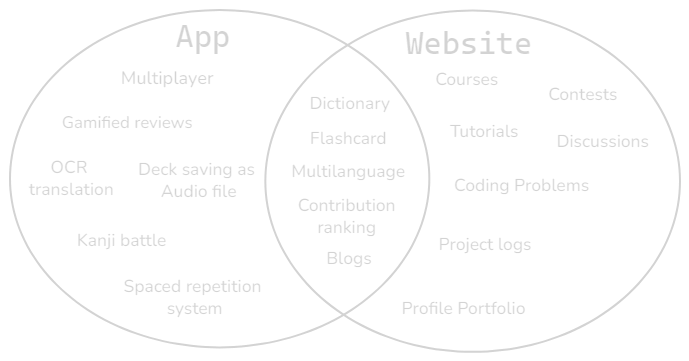 App
Website
Multiplayer
Gamified reviews
OCR
translation
Deck saving as
Audio file
Kanji battle
Spaced repetition
system
Dictionary
Flashcard
Multilanguage
Contribution
ranking
Blogs
Courses
Contests
Tutorials
Discussions
Coding Problems
Project logs
Profile Portfolio